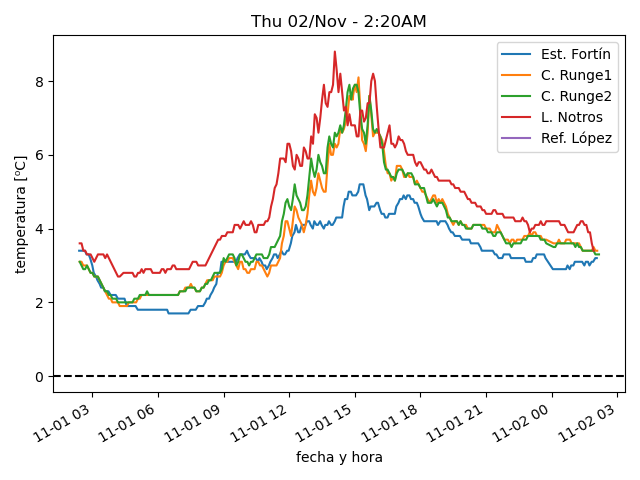 Thu 02/Nov - 2:20AM
Est. Fortín
C. Runge1
C. Runge2
L. Notros
Ref. López
temperatura [ºC]
8
6
4
2
0
11-01 03
11-01 06
11-01 09
11-01 12
11-01 15
11-01 18
11-01 21
11-02 00
11-02 03
fecha y hora